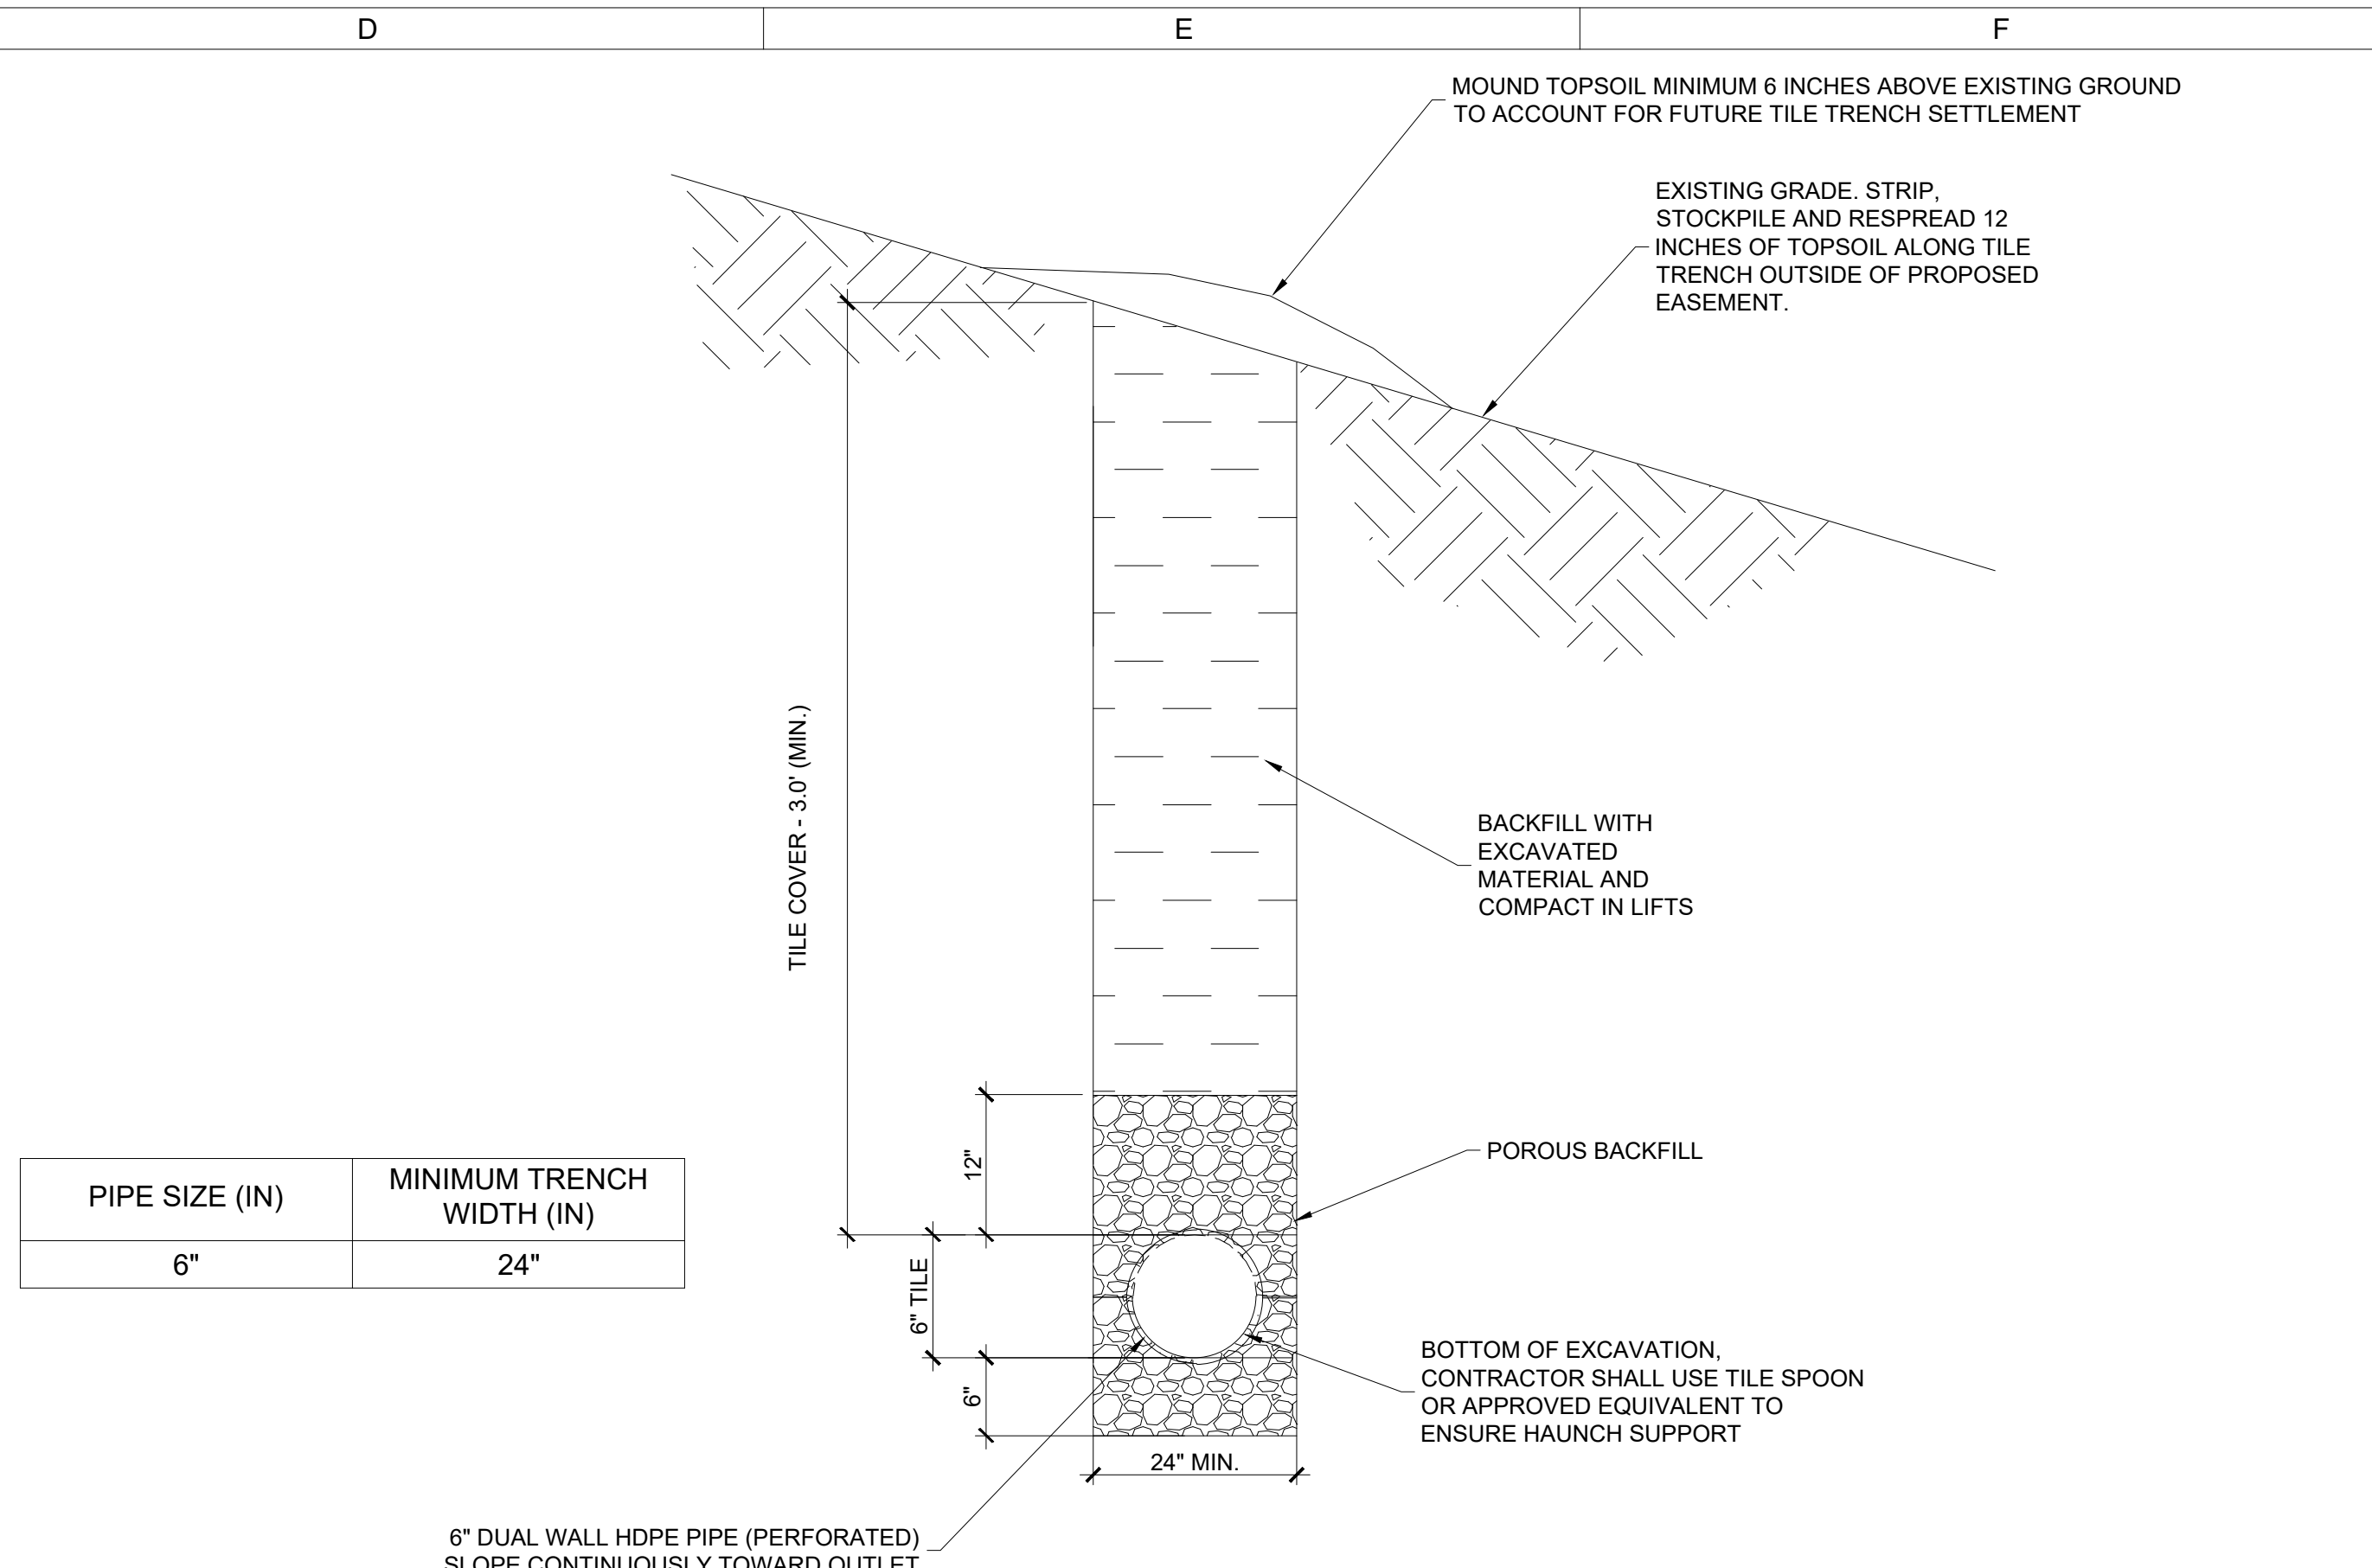 D
E
F
MOUND TOPSOIL MINIMUM 6 INCHES ABOVE EXISTING GROUND
TO ACCOUNT FOR FUTURE TILE TRENCH SETTLEMENT
EXISTING GRADE. STRIP,
STOCKPILE AND RESPREAD 12
INCHES OF TOPSOIL ALONG TILE
TRENCH OUTSIDE OF PROPOSED
EASEMENT.
TILE COVER - 3.0' (MIN.)
BACKFILL WITH
EXCAVATED
MATERIAL AND
COMPACT IN LIFTS
12"
POROUS BACKFILL
PIPE SIZE (IN)
MINIMUM TRENCH
WIDTH (IN)
6"
24"
6" TILE
6"
BOTTOM OF EXCAVATION,
CONTRACTOR SHALL USE TILE SPOON
OR APPROVED EQUIVALENT TO
ENSURE HAUNCH SUPPORT
24" MIN.
6" DUAL WALL HDPE PIPE (PERFORATED)
SLOPE CONTINUOUSLY TOWARD OUTLET